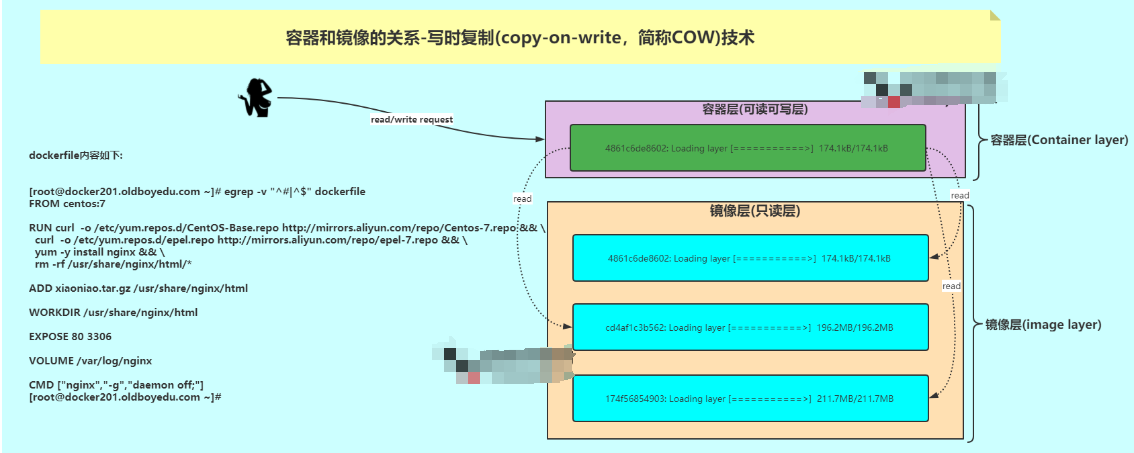 容器和镜像的关系-写时复制(copy-on-write，简称COW)技术
read/write request
容器层(可读可写层)
4861c6de8602: Loading layer [===========>]  174.1kB/174.1kB
容器层(Container layer)
dockerfile内容如下:
[root@docker201.oldboyedu.com ~]# egrep -v "^#|^$" dockerfile
FROM centos:7
RUN curl  -o /etc/yum.repos.d/CentOS-Base.repo http://mirrors.aliyun.com/repo/Centos-7.repo && \
curl  -o /etc/yum.repos.d/epel.repo http://mirrors.aliyun.com/repo/epel-7.repo && \
yum -y install nginx && \
rm -rf /usr/share/nginx/html/*
ADD xiaoniao.tar.gz /usr/share/nginx/html
WORKDIR /usr/share/nginx/html
EXPOSE 80 3306
VOLUME /var/log/nginx
CMD ["nginx","-g","daemon off;"]
[root@docker201.oldboyedu.com ~]#
read
read
read
镜像层(只读层)
4861c6de8602: Loading layer [===========>]  174.1kB/174.1kB
cd4af1c3b562: Loading layer [===========>]  196.2MB/196.2MB
174f56854903: Loading layer [===========>]  211.7MB/211.7MB
镜像层(image layer)